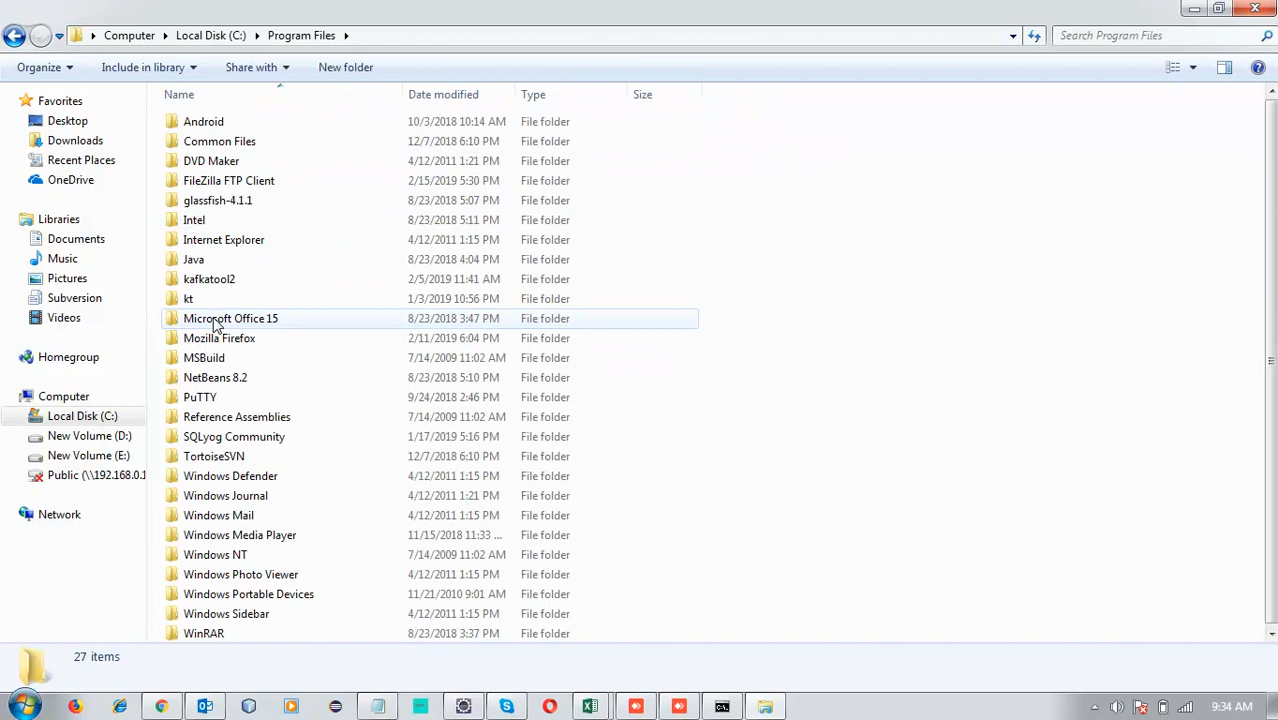 Computer Local Disk (C:) Program Files Search Program Files
Organize Include in library Share with New folder
Name Date modified Type Size
Favorites
Desktop
Downloads
Recent Places
OneDrive
Libraries
Documents
Music
Pictures
Subversion
Videos
Homegroup
Computer
Local Disk (C:)
New Volume (D:)
New Volume (E:)
Public (\\192.168.0.1
Network
Android 10/3/2018 10:14 AM File folder
Common Files 12/7/2018 6:10 PM File folder
DVD Maker 4/12/2011 1:21 PM File folder
FileZilla FTP Client 2/15/2019 5:30 PM File folder
glassfish-4.1.1 8/23/2018 5:07 PM File folder
Intel 8/23/2018 5:11 PM File folder
Internet Explorer 4/12/2011 1:15 PM File folder
Java 8/23/2018 4:04 PM File folder
kafkatool2 2/5/2019 11:41 AM File folder
kt 1/3/2019 10:56 PM File folder
Microsoft Office 15 8/23/2018 3:47 PM File folder
Mozilla Firefox 2/11/2019 6:04 PM File folder
MSBuild 7/14/2009 11:02 AM File folder
NetBeans 8.2 8/23/2018 5:10 PM File folder
PuTTY 9/24/2018 2:46 PM File folder
Reference Assemblies 7/14/2009 11:02 AM File folder
SQLyog Community 1/17/2019 5:16 PM File folder
TortoiseSVN 12/7/2018 6:10 PM File folder
Windows Defender 4/12/2011 1:15 PM File folder
Windows Journal 4/12/2011 1:21 PM File folder
Windows Mail 4/12/2011 1:15 PM File folder
Windows Media Player 11/15/2018 11:33 ... File folder
Windows NT 7/14/2009 11:02 AM File folder
Windows Photo Viewer 4/12/2011 1:15 PM File folder
Windows Portable Devices 11/21/2010 9:01 AM File folder
Windows Sidebar 4/12/2011 1:15 PM File folder
WinRAR 8/23/2018 3:37 PM File folder
27 items
9:34 AM